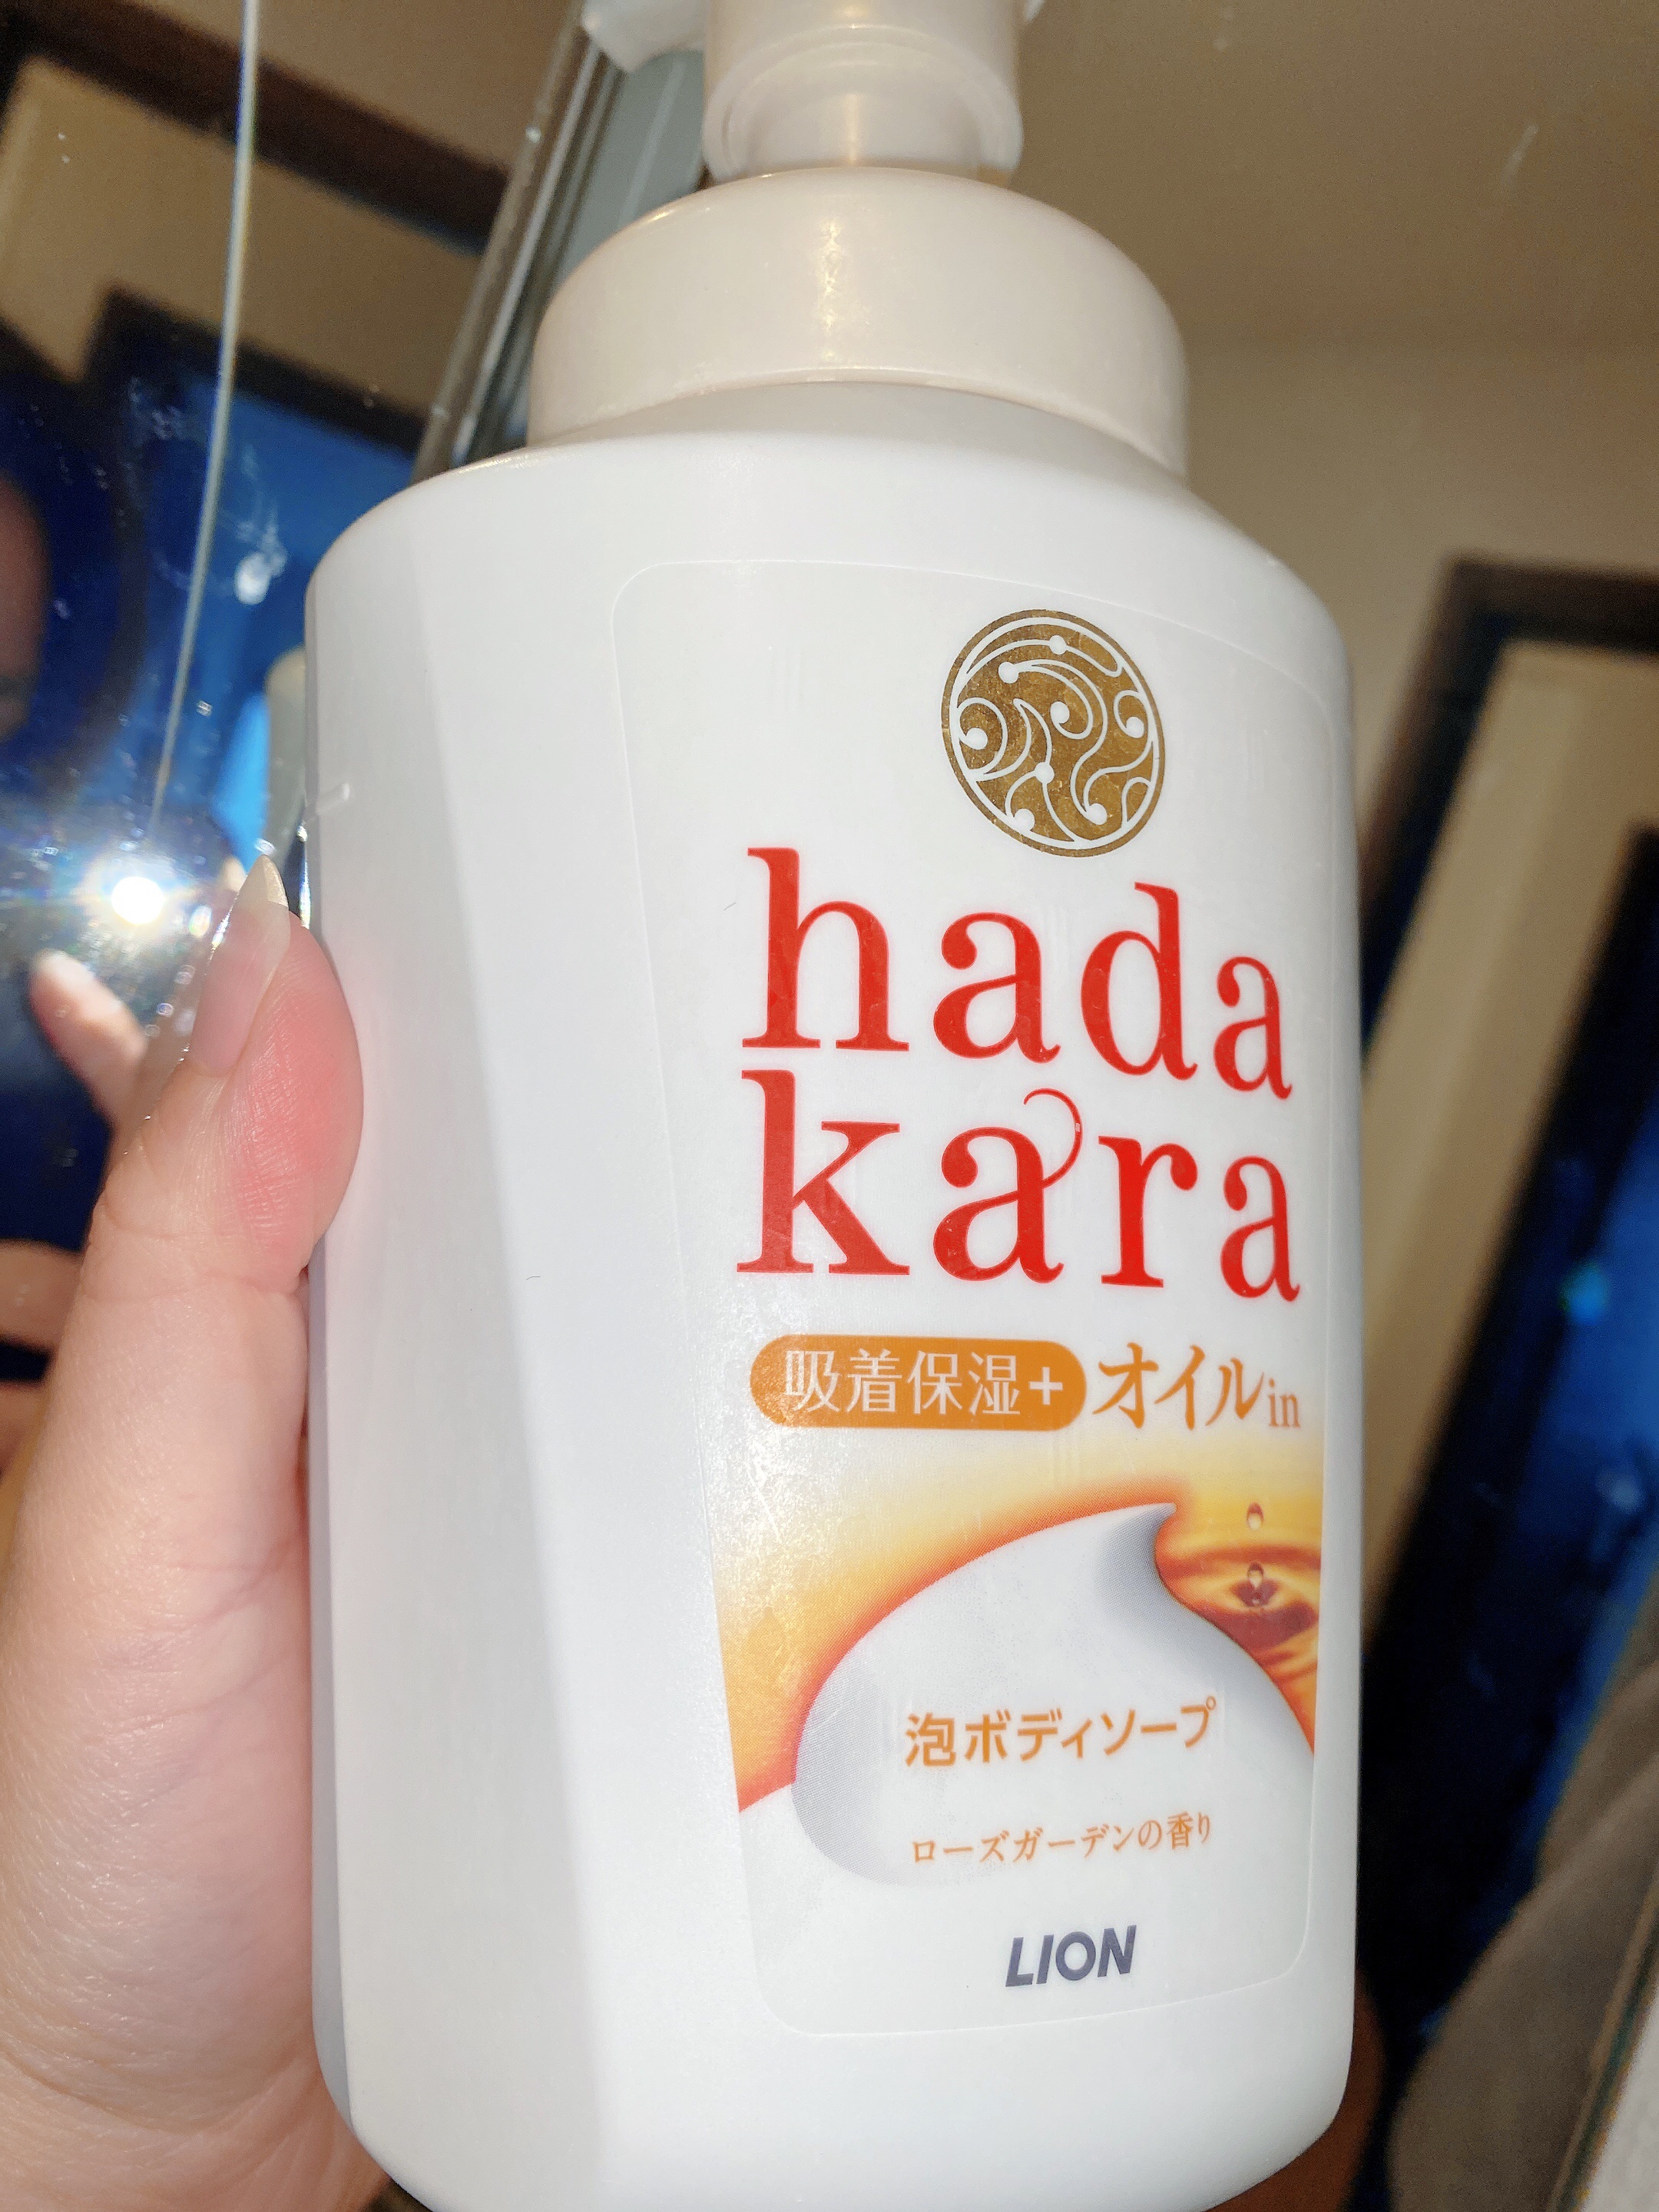 hada
kara
吸着保湿+ オイルin
泡ボディソープ
ローズガーデンの香り
LION